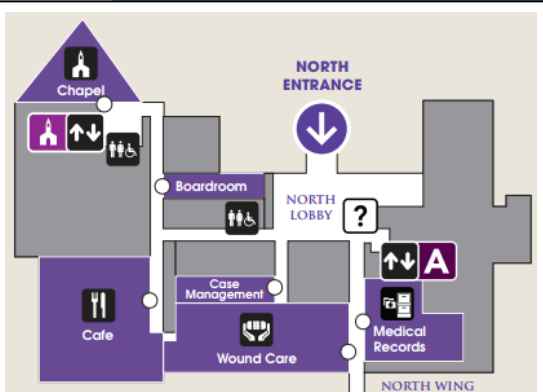 NORTH
ENTRANCE
Chapel
Boardroom
NORTH
LOBBY
?
A
Case
Management
Cafe
Wound Care
Medical
Records
NORTH WING